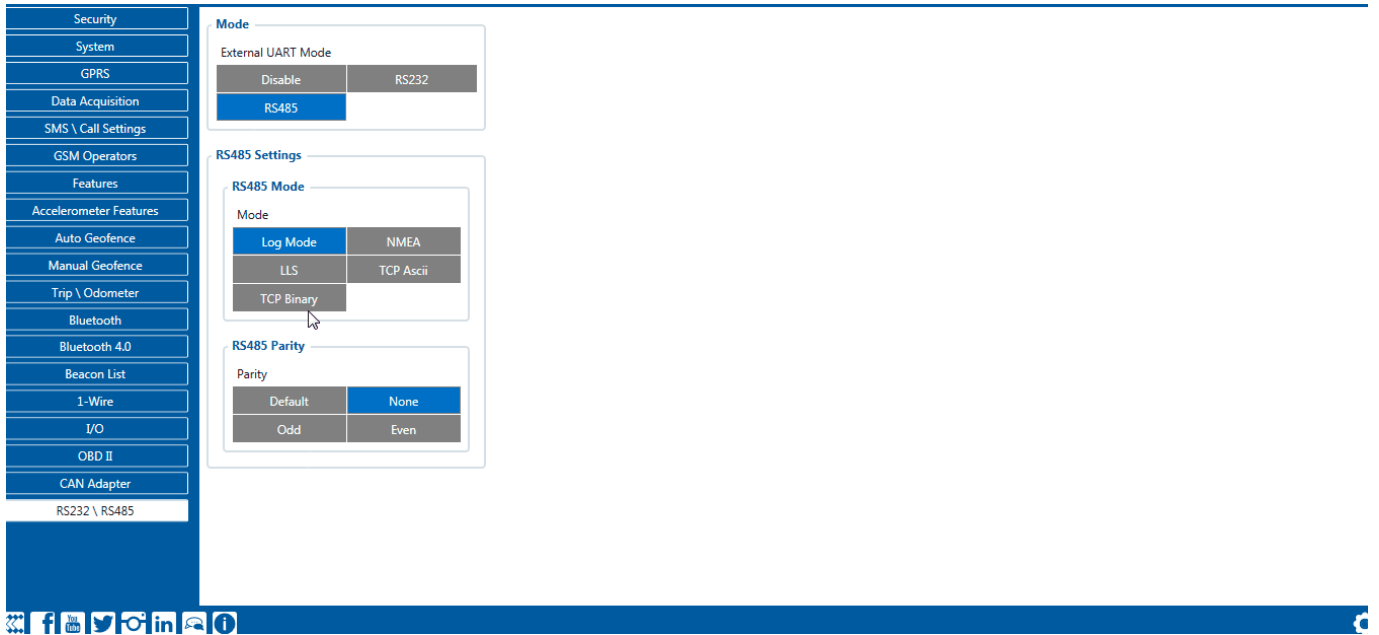 Security
System
GPRS
Data Acquisition
SMS \ Call Settings
GSM Operators
Features
Accelerometer Features
Auto Geofence
Manual Geofence
Trip \ Odometer
Bluetooth
Bluetooth 4.0
Beacon List
1-Wire
I/O
OBD II
CAN Adapter
RS232 \ RS485
Mode
External UART Mode
Disable RS232
RS485
RS485 Settings
RS485 Mode
Mode
Log Mode NMEA
LLS TCP Ascii
TCP Binary
RS485 Parity
Parity
Default None
Odd Even
You
Tube
in